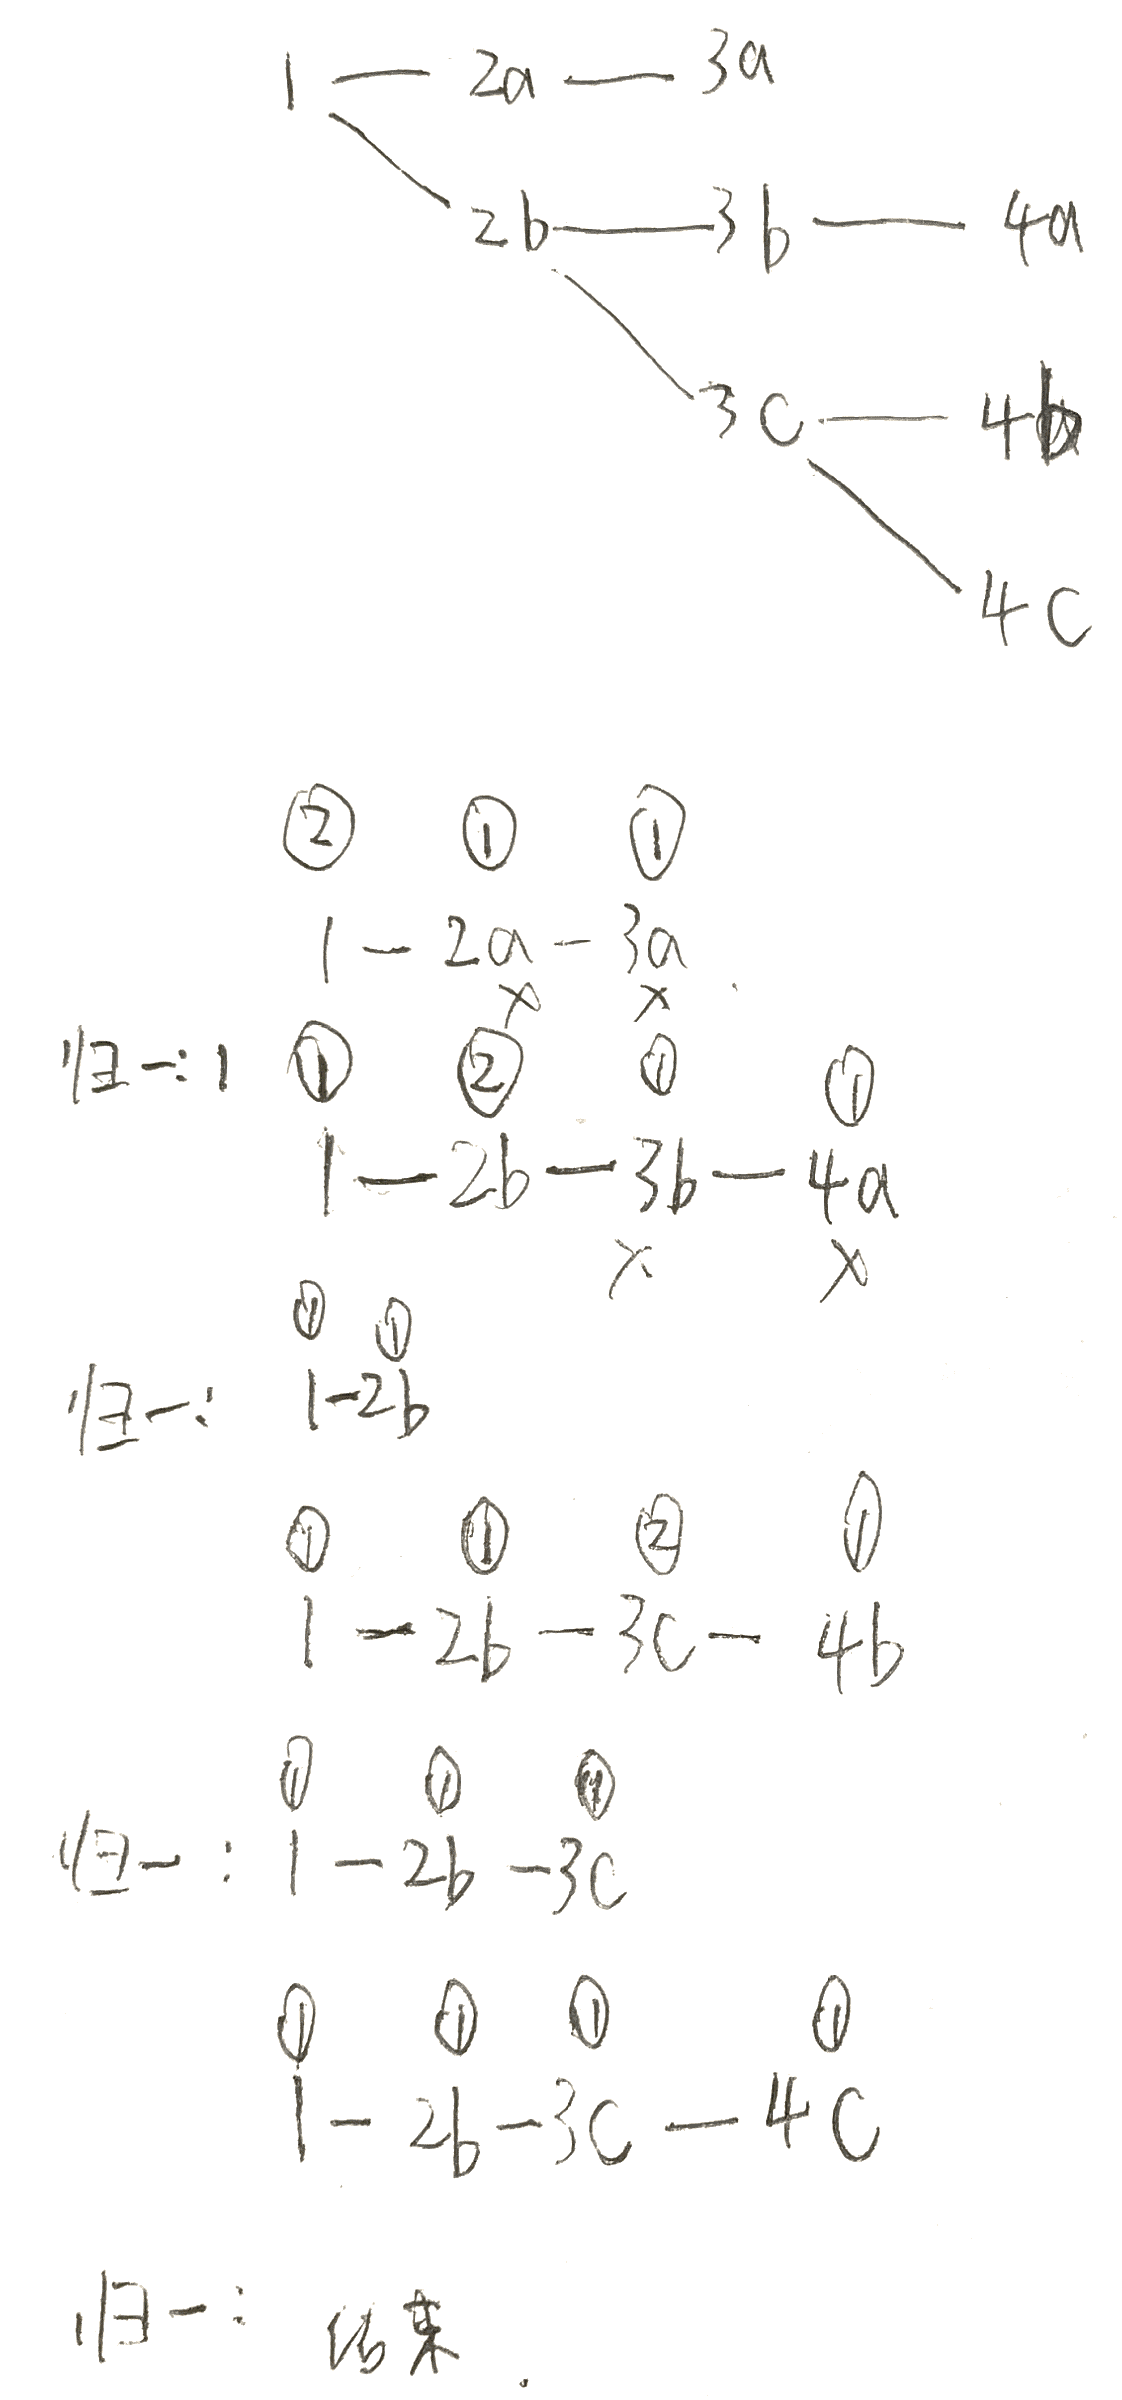 1 — 2a — 3a
2b — 3b — 4a
3c — 4b
4c
② ① ①
1 - 2a - 3a
× ×
归一: 1 ① ② ① ①
1 - 2b - 3b - 4a
× ×
① ①
归一: 1 - 2b
① ① ② ①
1 - 2b - 3c - 4b
① ① ①
归一: 1 - 2b - 3c
① ① ① ①
1 - 2b - 3c - 4c
归一: 结束.